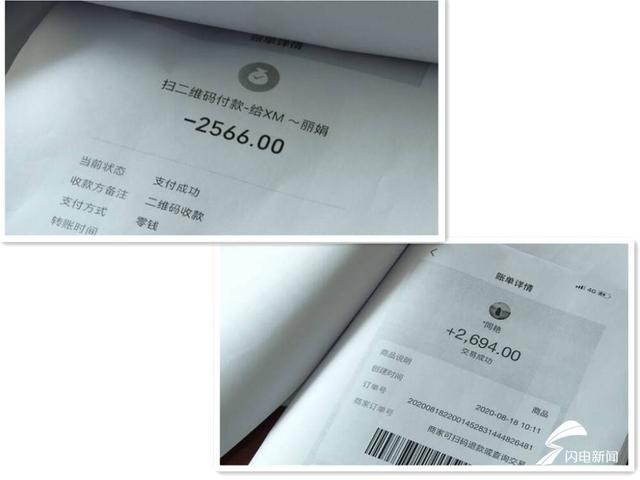 账单详情
扫二维码付款-给XM～丽娟
-2566.00
当前状态 支付成功
收款方备注 二维码收款
支付方式 零钱
转账时间
4G
账单详情
*同艳
+2,694.00
交易成功
商品说明 商品
创建时间 2020-08-18 10:11
订单号 2020081822001452831444826481
商家订单号
商家可扫码退款或查询交易
闪电新闻